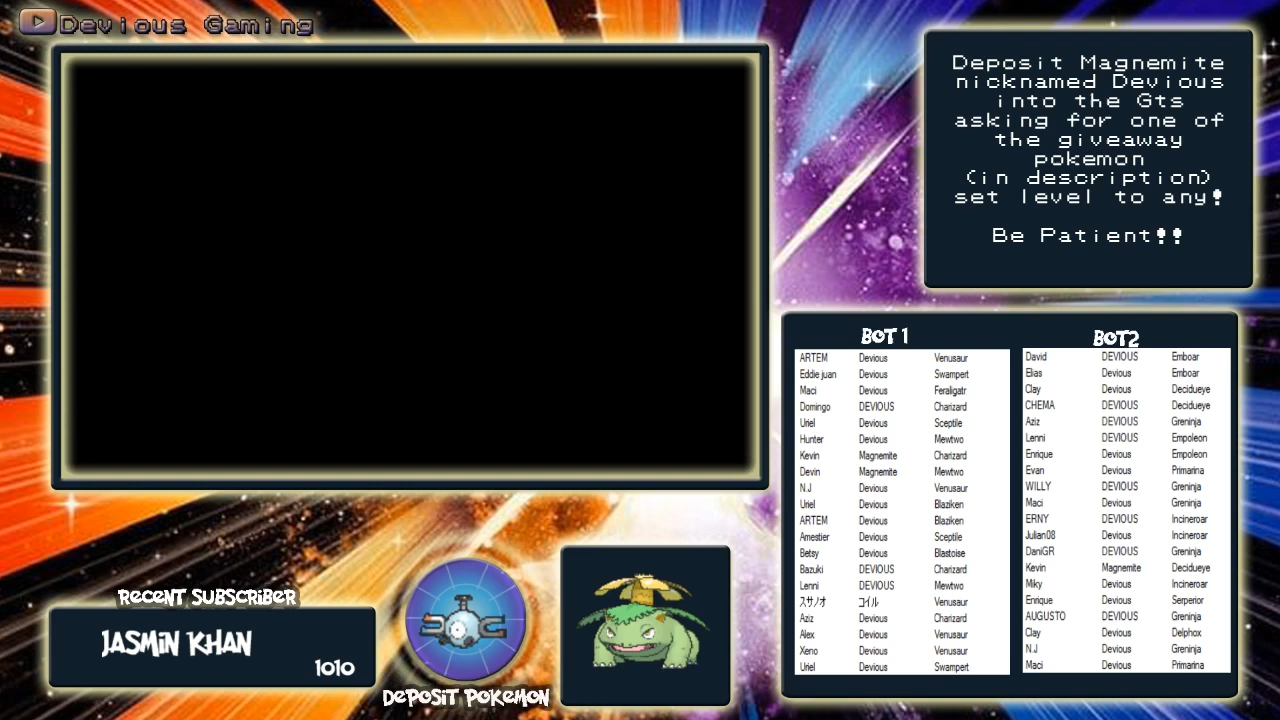 Devious Gaming
Deposit Magnemite
nicknamed Devious
into the Gts
asking for one of
the giveaway
pokemon
(in description)
set level to any!
Be Patient!!
BOT 1
ARTEM Devious Venusaur
Eddie juan Devious Swampert
Maci Devious Feraligatr
Domingo DEVIOUS Charizard
Uriel Devious Sceptile
Hunter Devious Mewtwo
Kevin Magnemite Charizard
Devin Magnemite Mewtwo
N.J Devious Venusaur
Uriel Devious Blaziken
ARTEM Devious Blaziken
Amestier Devious Sceptile
Betsy Devious Blastoise
Bazuki DEVIOUS Charizard
Lenni DEVIOUS Mewtwo
スサノオ コイル Venusaur
Aziz Devious Charizard
Alex Devious Venusaur
Xeno Devious Venusaur
Uriel Devious Swampert
BOT2
David DEVIOUS Emboar
Elias Devious Emboar
Clay Devious Decidueye
CHEMA DEVIOUS Decidueye
Aziz DEVIOUS Greninja
Lenni DEVIOUS Empoleon
Enrique Devious Empoleon
Evan Devious Primarina
WILLY DEVIOUS Greninja
Maci Devious Greninja
ERNY DEVIOUS Incineroar
Julian08 Devious Incineroar
DaniGR DEVIOUS Greninja
Kevin Magnemite Decidueye
Miky Devious Incineroar
Enrique Devious Serperior
AUGUSTO DEVIOUS Greninja
Clay Devious Delphox
N.J Devious Greninja
Maci Devious Primarina
RECENT SUBSCRIBER
JASMIN KHAN
1010
DEPOSIT POKEMON